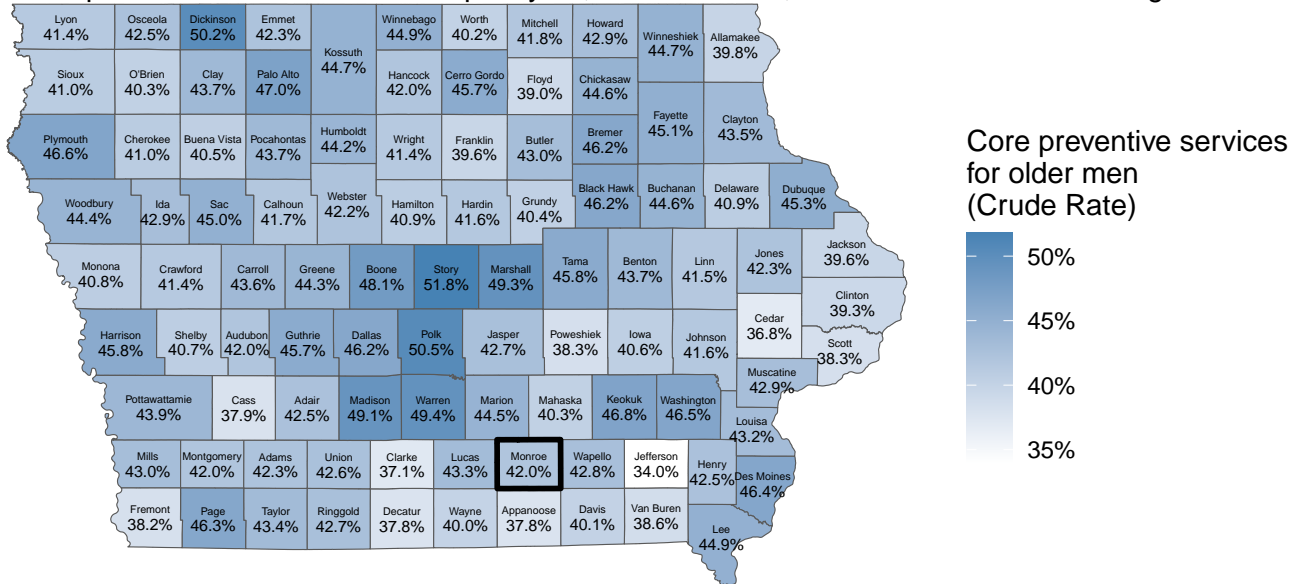 Lyon
41.4%
Osceola
42.5%
Dickinson
50.2%
Emmet
42.3%
Kossuth
44.7%
Winnebago
44.9%
Worth
40.2%
Mitchell
41.8%
Howard
42.9%
Winneshiek
44.7%
Allamakee
39.8%
Sioux
41.0%
O'Brien
40.3%
Clay
43.7%
Palo Alto
47.0%
Hancock
42.0%
Cerro Gordo
45.7%
Floyd
39.0%
Chickasaw
44.6%
Fayette
45.1%
Clayton
43.5%
Plymouth
46.6%
Cherokee
41.0%
Buena Vista
40.5%
Pocahontas
43.7%
Humboldt
44.2%
Wright
41.4%
Franklin
39.6%
Butler
43.0%
Bremer
46.2%
Woodbury
44.4%
Ida
42.9%
Sac
45.0%
Calhoun
41.7%
Webster
42.2%
Hamilton
40.9%
Hardin
41.6%
Grundy
40.4%
Black Hawk
46.2%
Buchanan
44.6%
Delaware
40.9%
Dubuque
45.3%
Monona
40.8%
Crawford
41.4%
Carroll
43.6%
Greene
44.3%
Boone
48.1%
Story
51.8%
Marshall
49.3%
Tama
45.8%
Benton
43.7%
Linn
41.5%
Jones
42.3%
Jackson
39.6%
Clinton
39.3%
Harrison
45.8%
Shelby
40.7%
Audubon
42.0%
Guthrie
45.7%
Dallas
46.2%
Polk
50.5%
Jasper
42.7%
Poweshiek
38.3%
Iowa
40.6%
Johnson
41.6%
Cedar
36.8%
Scott
38.3%
Muscatine
42.9%
Pottawattamie
43.9%
Cass
37.9%
Adair
42.5%
Madison
49.1%
Warren
49.4%
Marion
44.5%
Mahaska
40.3%
Keokuk
46.8%
Washington
46.5%
Louisa
43.2%
Mills
43.0%
Montgomery
42.0%
Adams
42.3%
Union
42.6%
Clarke
37.1%
Lucas
43.3%
Monroe
42.0%
Wapello
42.8%
Jefferson
34.0%
Henry
42.5%
Des Moines
46.4%
Fremont
38.2%
Page
46.3%
Taylor
43.4%
Ringgold
42.7%
Decatur
37.8%
Wayne
40.0%
Appanoose
37.8%
Davis
40.1%
Van Buren
38.6%
Lee
44.9%
Core preventive services
for older men
(Crude Rate)
50%
45%
40%
35%